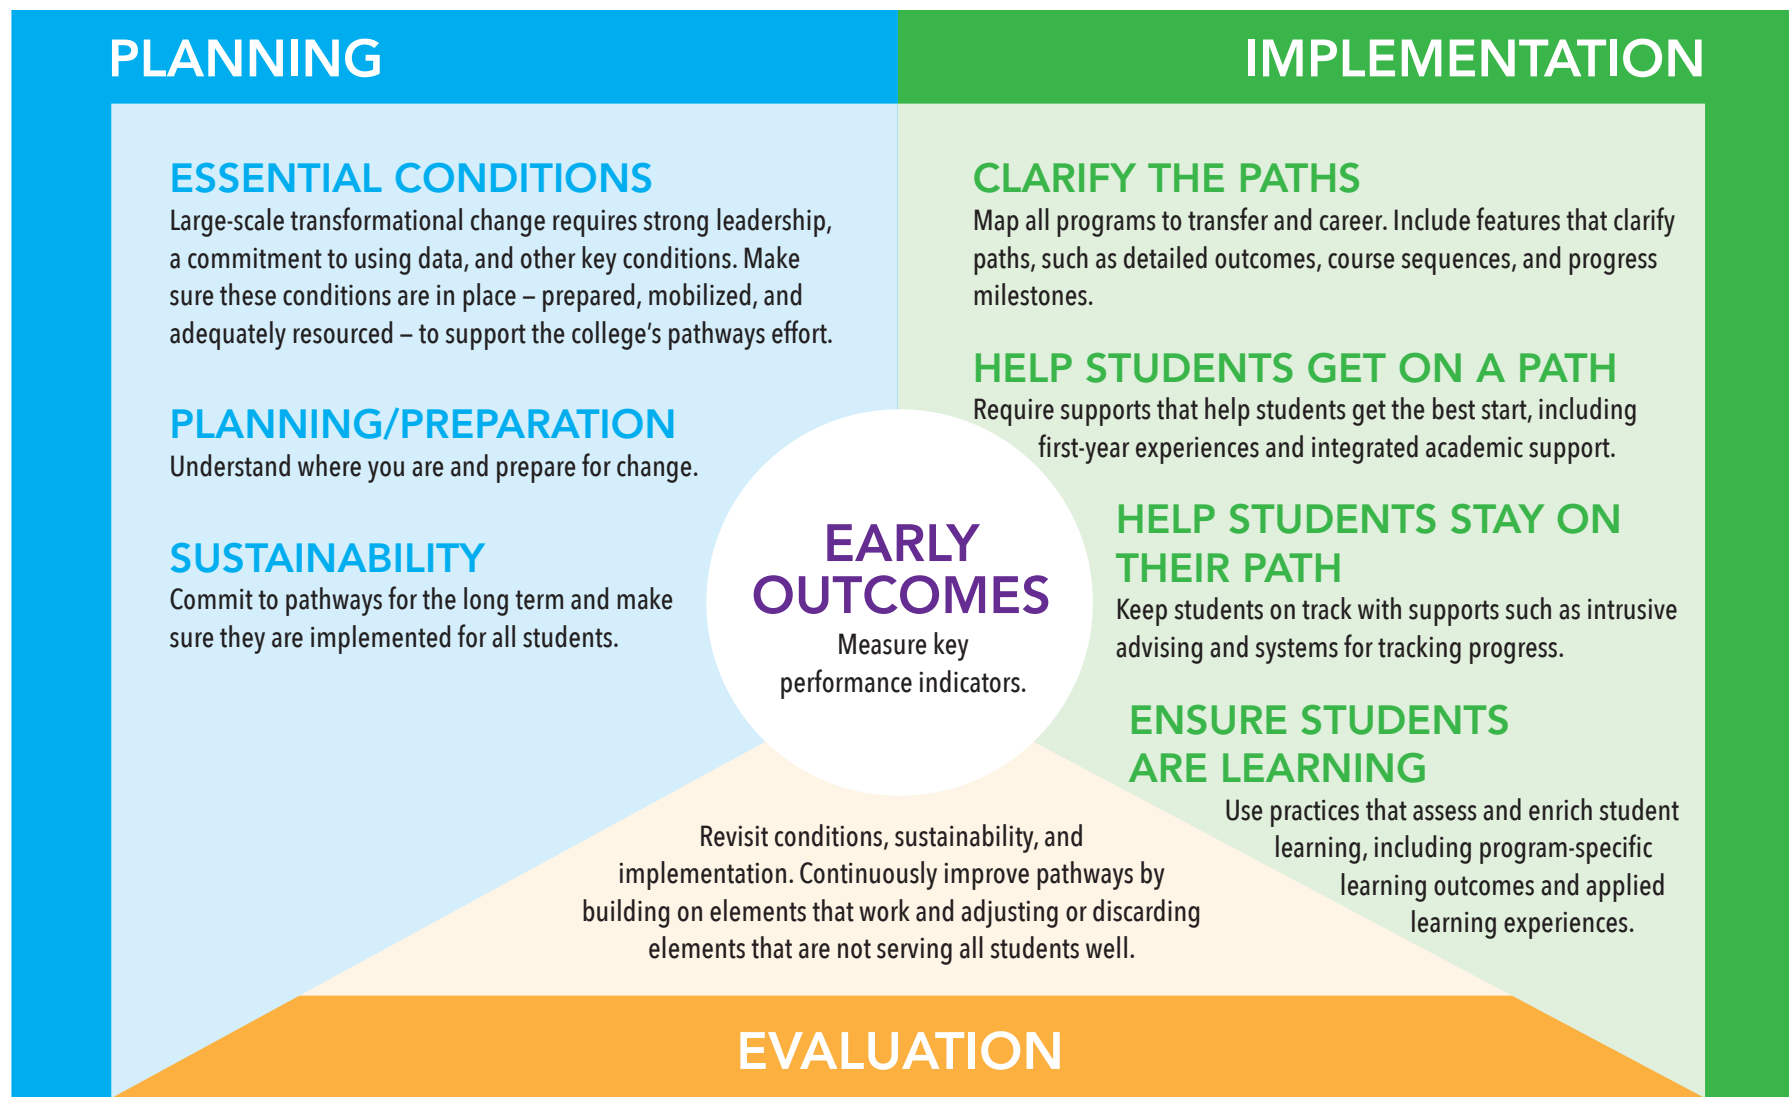 PLANNING
ESSENTIAL CONDITIONS
Large-scale transformational change requires strong leadership,
a commitment to using data, and other key conditions. Make
sure these conditions are in place – prepared, mobilized, and
adequately resourced – to support the college’s pathways effort.
PLANNING/PREPARATION
Understand where you are and prepare for change.
SUSTAINABILITY
Commit to pathways for the long term and make
sure they are implemented for all students.
IMPLEMENTATION
CLARIFY THE PATHS
Map all programs to transfer and career. Include features that clarify
paths, such as detailed outcomes, course sequences, and progress
milestones.
HELP STUDENTS GET ON A PATH
Require supports that help students get the best start, including
first-year experiences and integrated academic support.
HELP STUDENTS STAY ON
THEIR PATH
Keep students on track with supports such as intrusive
advising and systems for tracking progress.
ENSURE STUDENTS
ARE LEARNING
Use practices that assess and enrich student
learning, including program-specific
learning outcomes and applied
learning experiences.
EARLY
OUTCOMES
Measure key
performance indicators.
Revisit conditions, sustainability, and
implementation. Continuously improve pathways by
building on elements that work and adjusting or discarding
elements that are not serving all students well.
EVALUATION